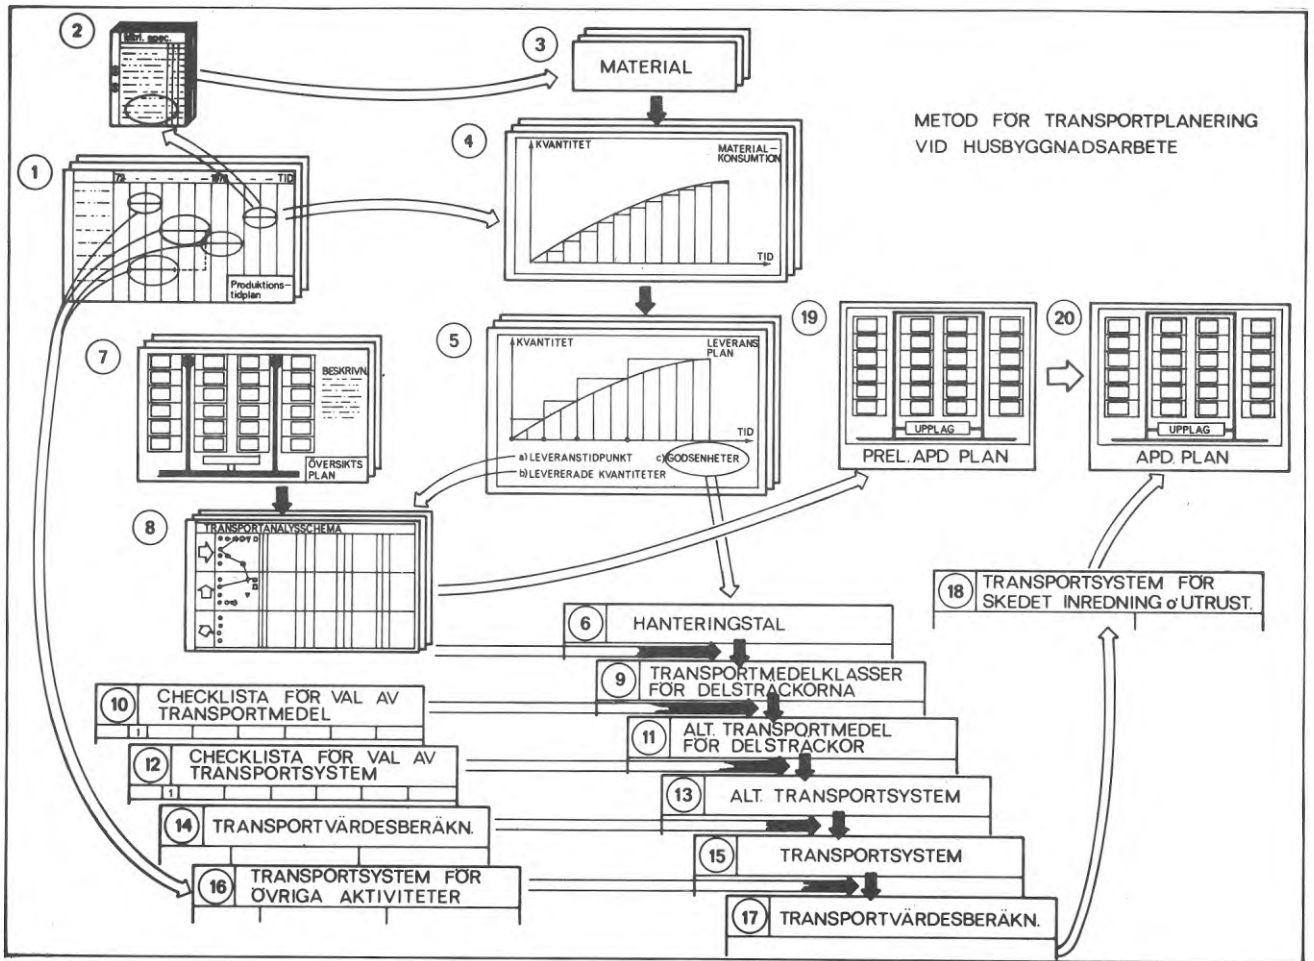 METOD FÖR TRANSPORTPLANERING
VID HUSBYGGNADSARBETE
2
Mtrl. spec.
3
MATERIAL
1
72 1973 TID
Produktions-
tidplan
4
KVANTITET
MATERIAL-
KONSUMTION
TID
5
KVANTITET
LEVERANS
PLAN
TID
a) LEVERANSTIDPUNKT
b) LEVERERADE KVANTITETER
c) GODSENHETER
7
BESKRIVN.
ÖVERSIKTS
PLAN
8
TRANSPORTANALYSSCHEMA
19
UPPLAG
PREL. APD PLAN
20
UPPLAG
APD. PLAN
18
TRANSPORTSYSTEM FÖR
SKEDET INREDNING o' UTRUST.
6
HANTERINGSTAL
9
TRANSPORTMEDELKLASSER
FÖR DELSTRÄCKORNA
10
CHECKLISTA FÖR VAL AV
TRANSPORTMEDEL
1
11
ALT. TRANSPORTMEDEL
FÖR DELSTRÄCKOR
12
CHECKLISTA FÖR VAL AV
TRANSPORTSYSTEM
1
13
ALT. TRANSPORTSYSTEM
14
TRANSPORTVÄRDESBERÄKN.
15
TRANSPORTSYSTEM
16
TRANSPORTSYSTEM FÖR
ÖVRIGA AKTIVITETER
17
TRANSPORTVÄRDESBERÄKN.